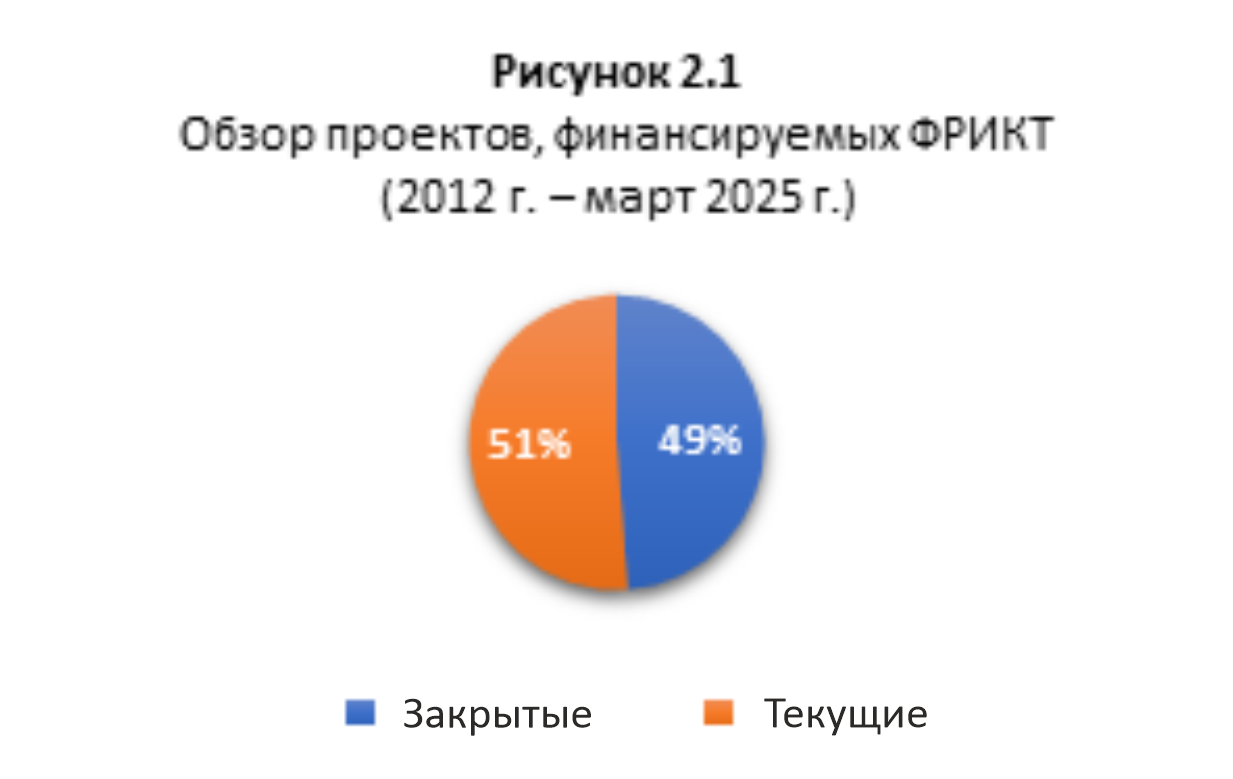 Рисунок 2.1
Обзор проектов, финансируемых ФРИКТ
(2012 г. – март 2025 г.)
51% 49%
Закрытые Текущие